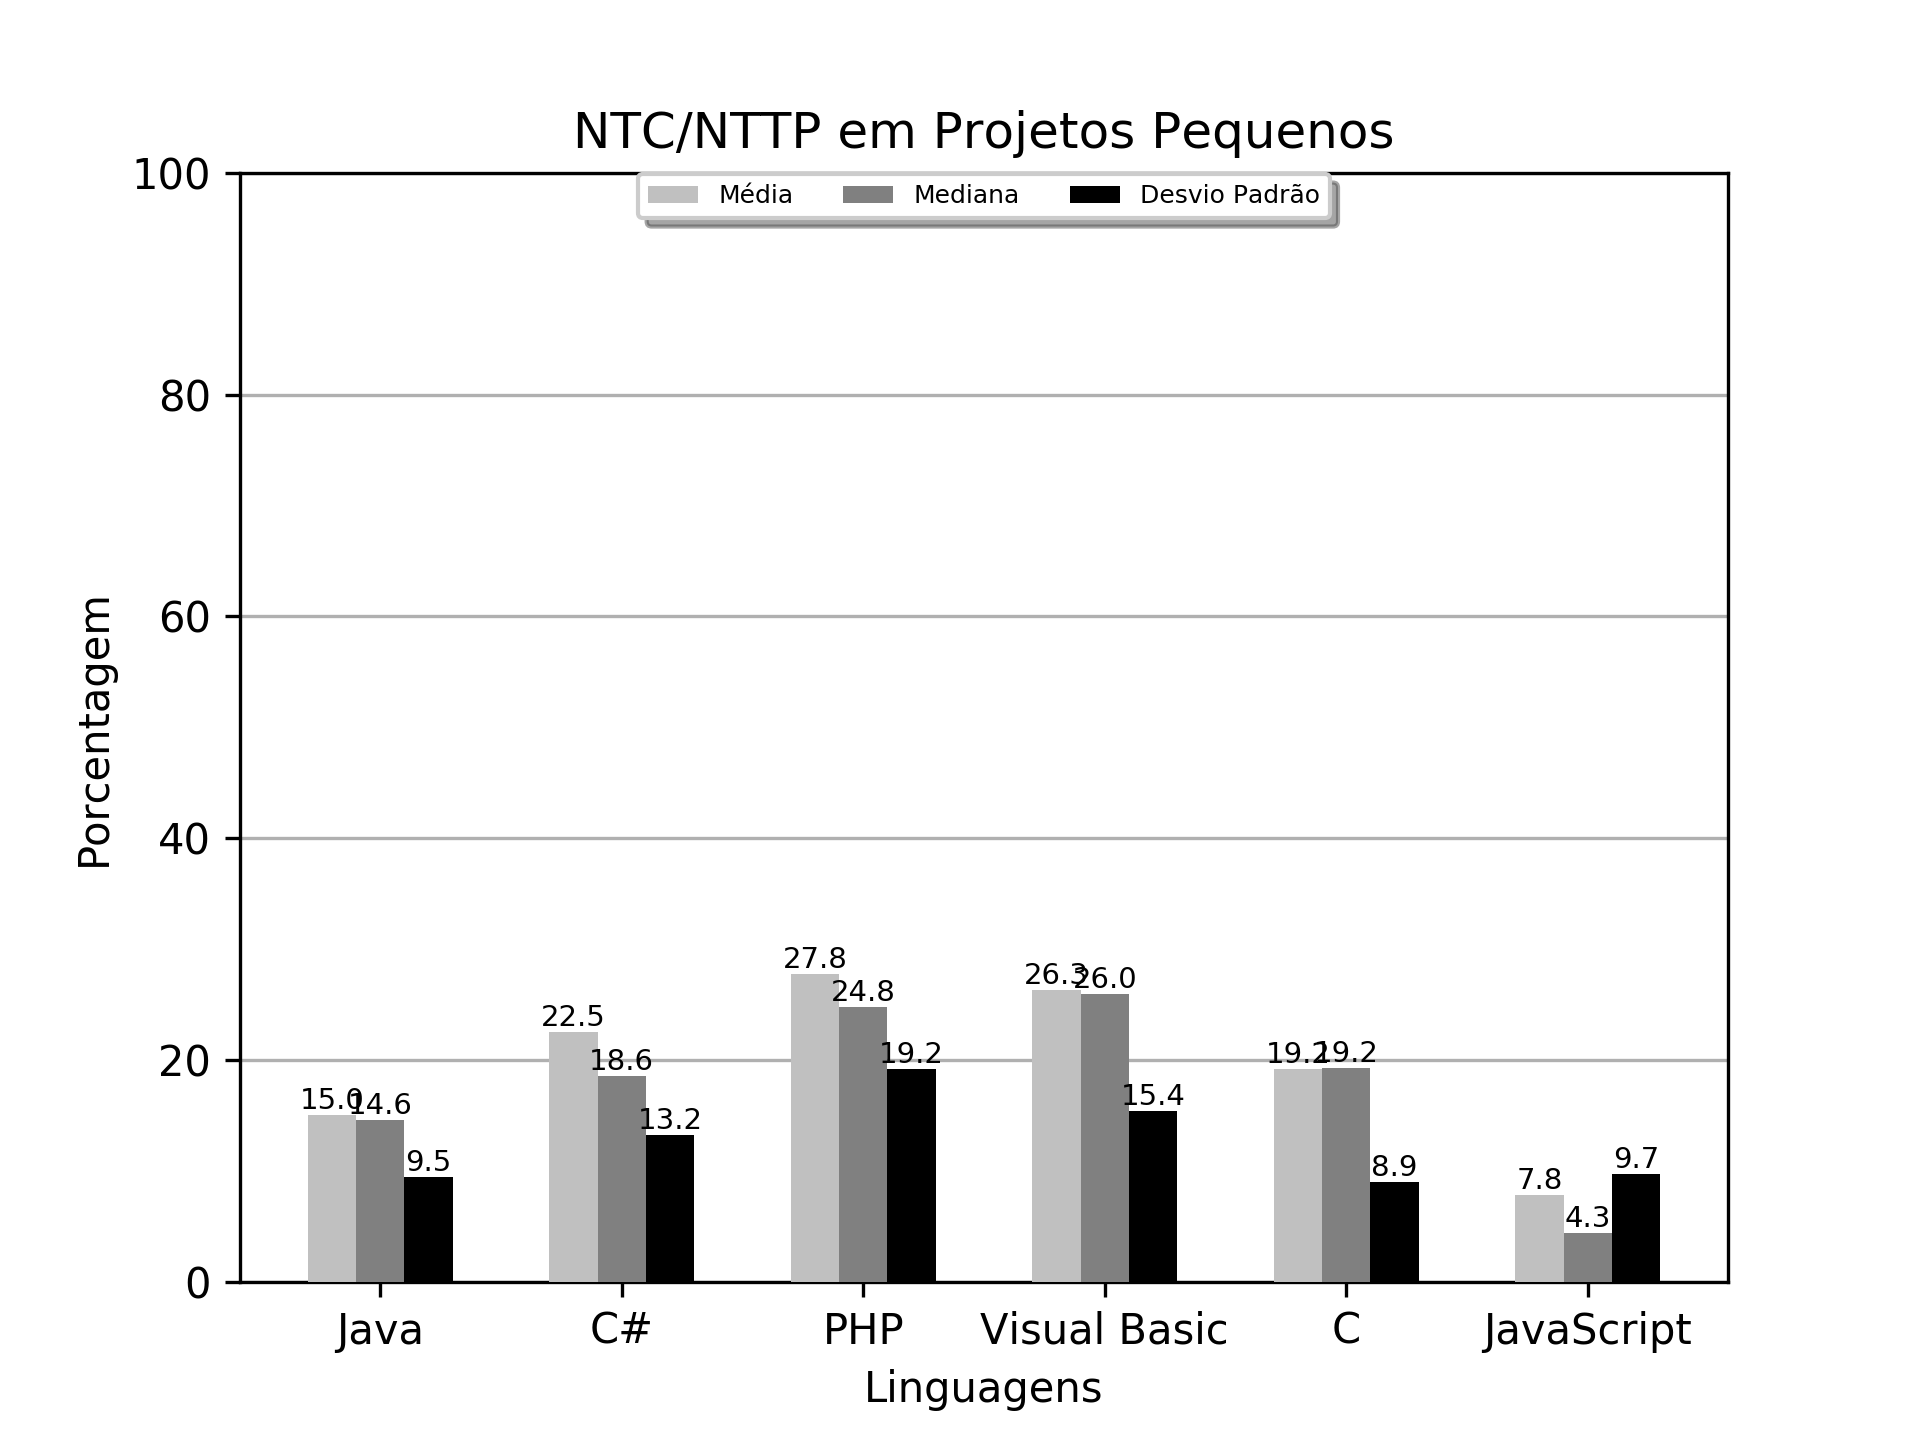 NTC/NTTP em Projetos Pequenos
Média Mediana Desvio Padrão
100
80
60
40
20
0
Porcentagem
15.0 14.6 9.5
22.5 18.6 13.2
27.8 24.8 19.2
26.3 26.0 15.4
19.2 19.2 8.9
7.8 4.3 9.7
Java C# PHP Visual Basic C JavaScript
Linguagens